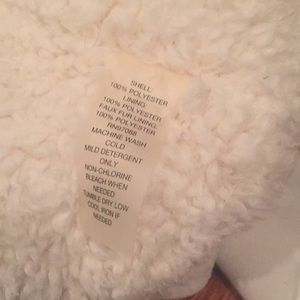 SHELL:
100% POLYESTER
LINING:
100% POLYESTER
FAUX FUR LINING:
100% POLYESTER
RN97088
MACHINE WASH
COLD
MILD DETERGENT
ONLY
NON-CHLORINE
BLEACH WHEN
NEEDED
TUMBLE DRY LOW
COOL IRON IF
NEEDED